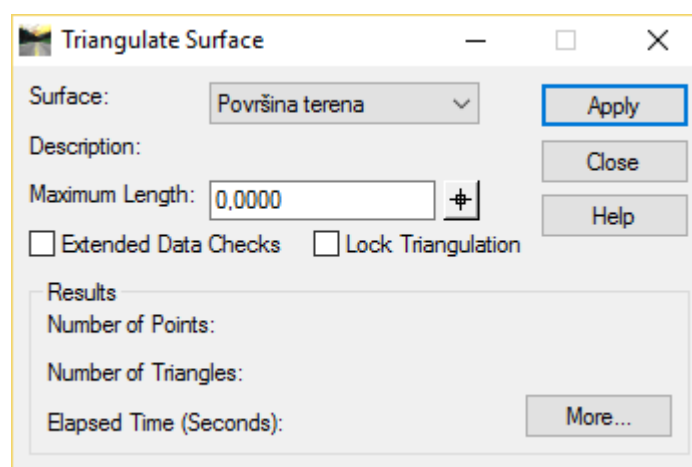 Triangulate Surface
Surface: Površina terena Apply
Description: Close
Maximum Length: 0,0000 Help
Extended Data Checks Lock Triangulation
Results
Number of Points:
Number of Triangles:
Elapsed Time (Seconds): More...